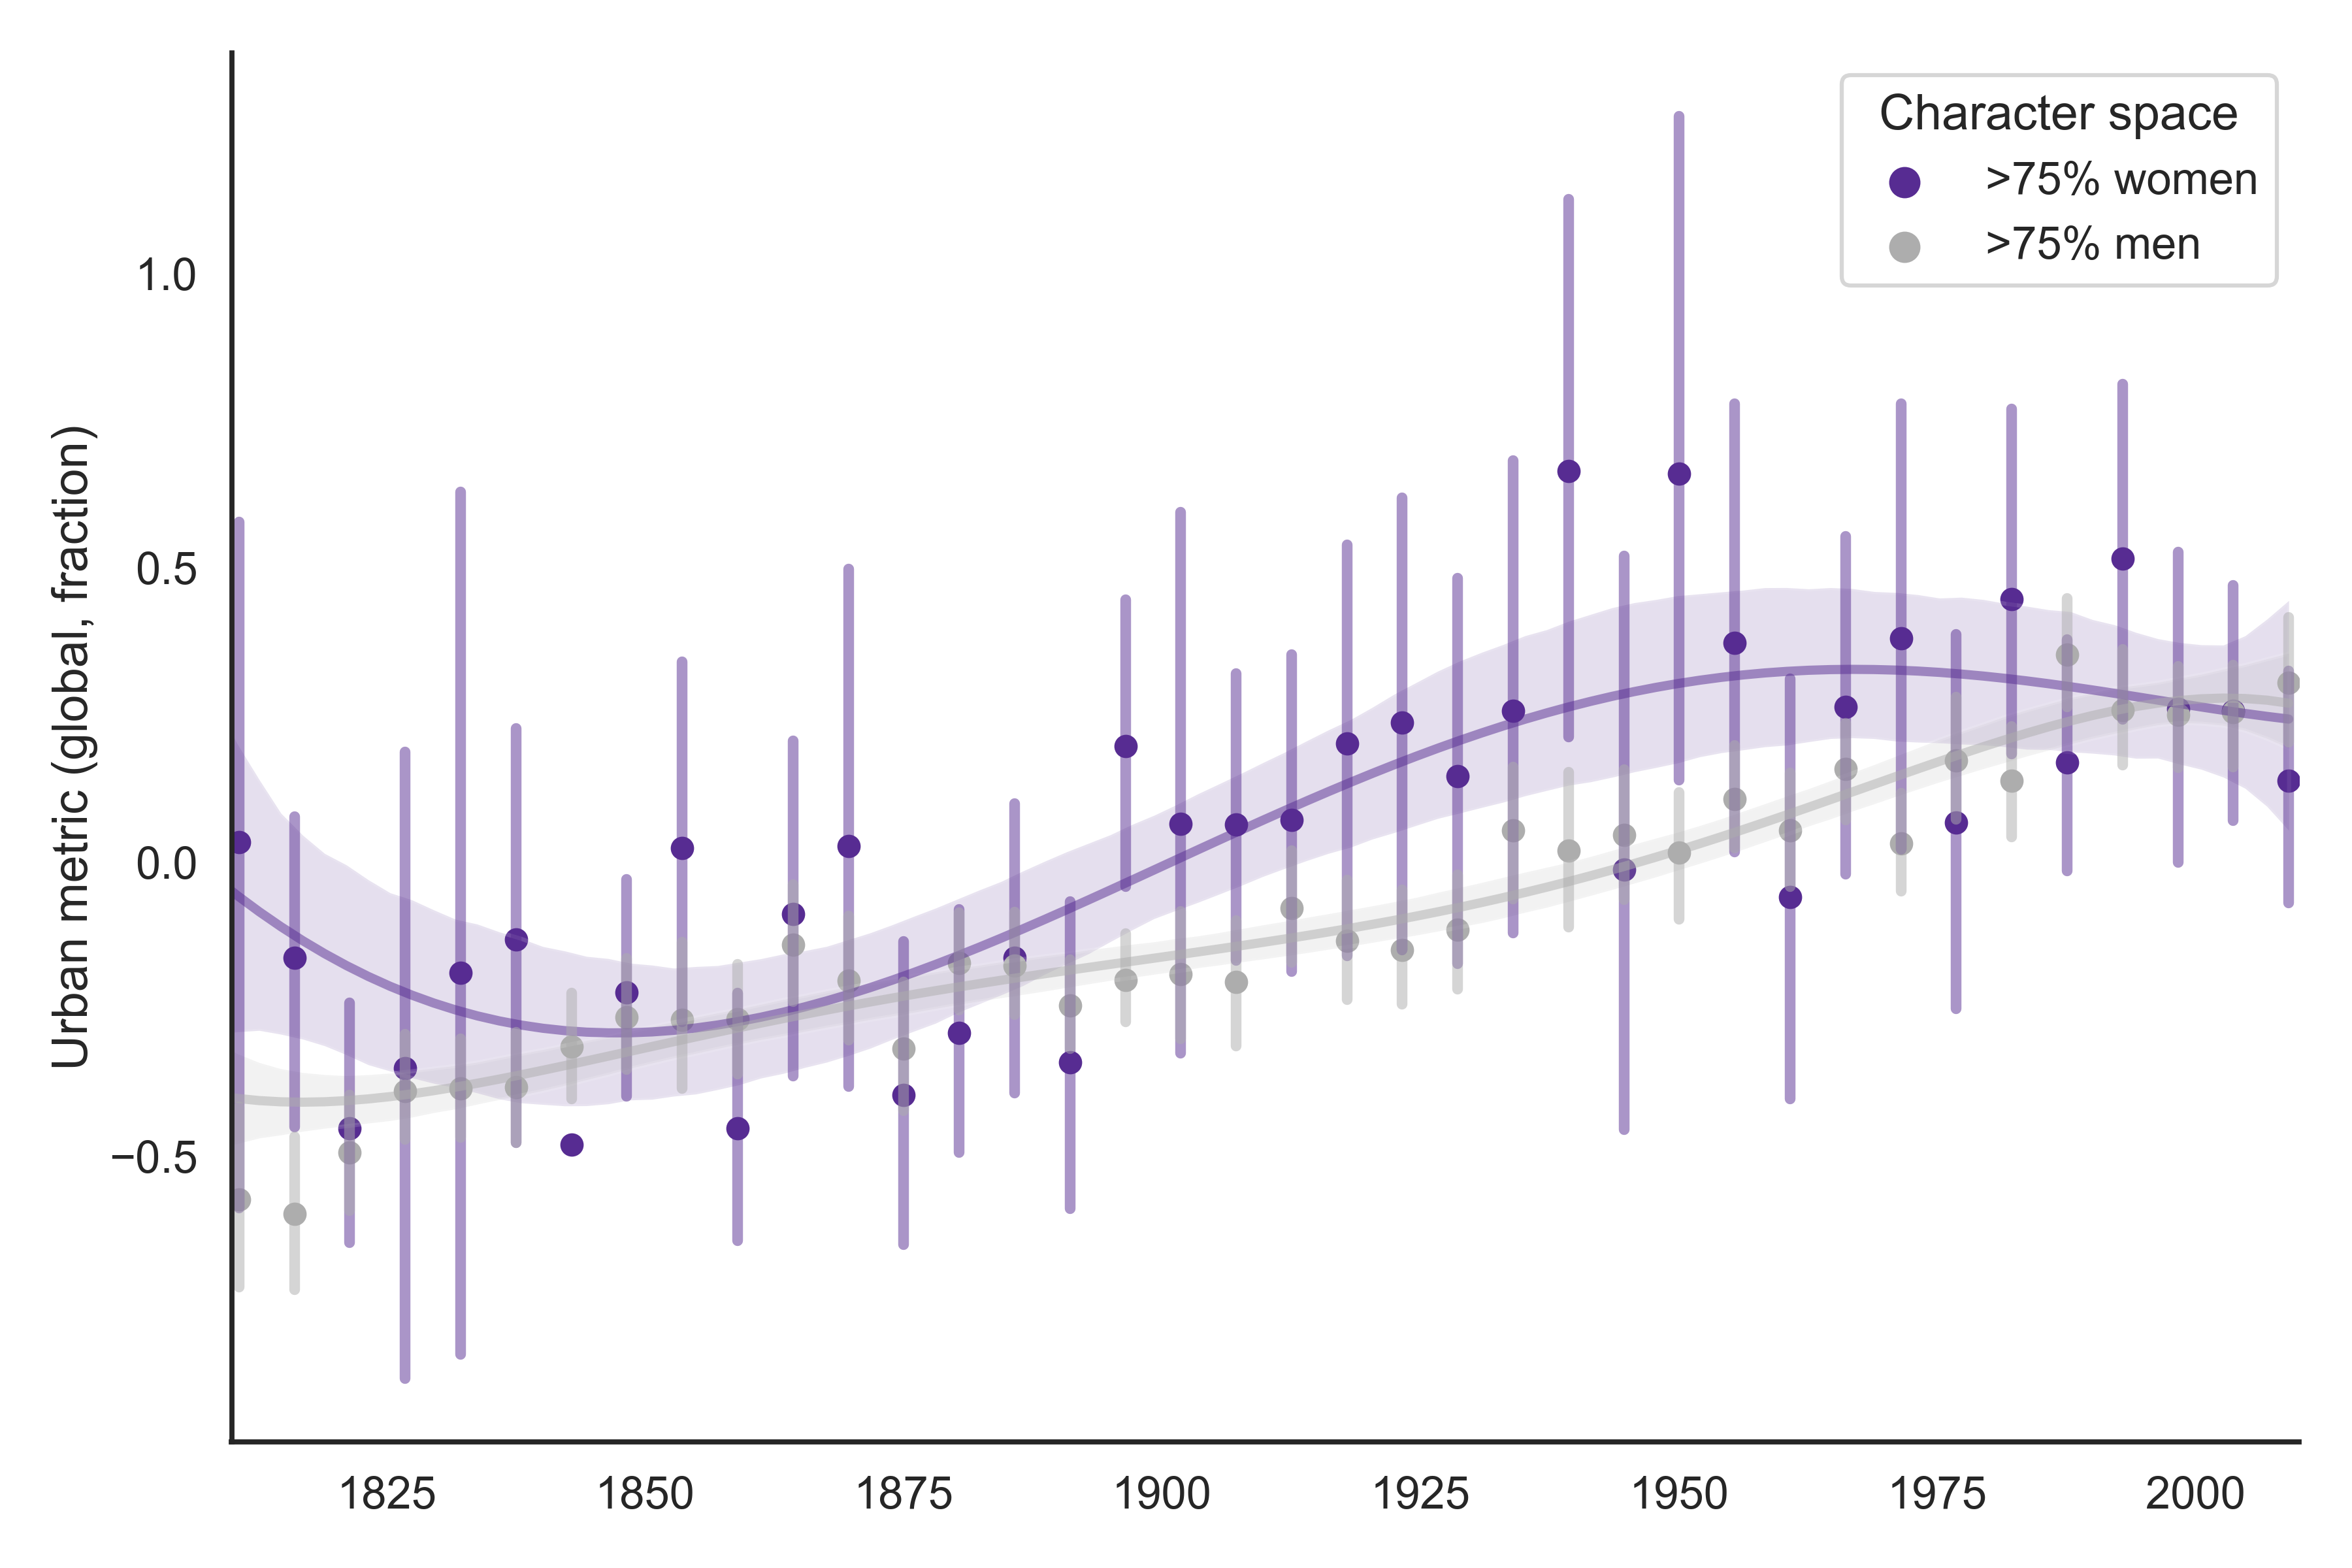 Character space
>75% women
>75% men
Urban metric (global, fraction)
1.0
0.5
0.0
−0.5
1825 1850 1875 1900 1925 1950 1975 2000